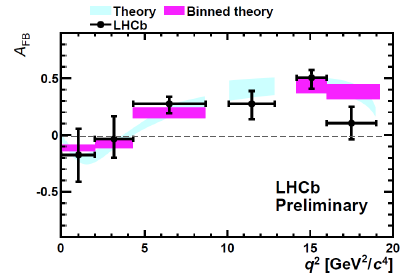 Theory Binned theory
LHCb
A_FB
0.5
0
-0.5
LHCb
Preliminary
0 5 10 15 20
q² [GeV²/c⁴]